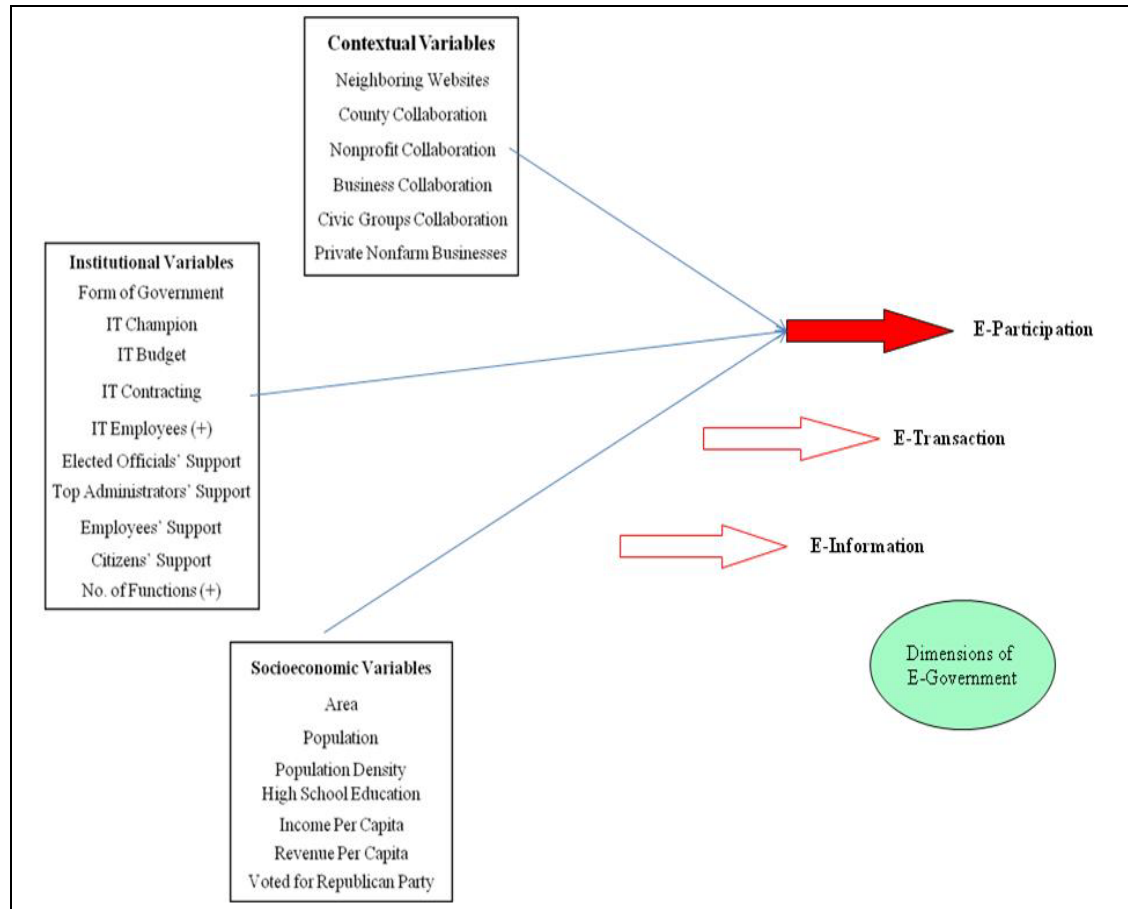 Contextual Variables
Neighboring Websites
County Collaboration
Nonprofit Collaboration
Business Collaboration
Civic Groups Collaboration
Private Nonfarm Businesses
Institutional Variables
Form of Government
IT Champion
IT Budget
IT Contracting
IT Employees (+)
Elected Officials' Support
Top Administrators' Support
Employees' Support
Citizens' Support
No. of Functions (+)
E-Participation
E-Transaction
E-Information
Dimensions of
E-Government
Socioeconomic Variables
Area
Population
Population Density
High School Education
Income Per Capita
Revenue Per Capita
Voted for Republican Party